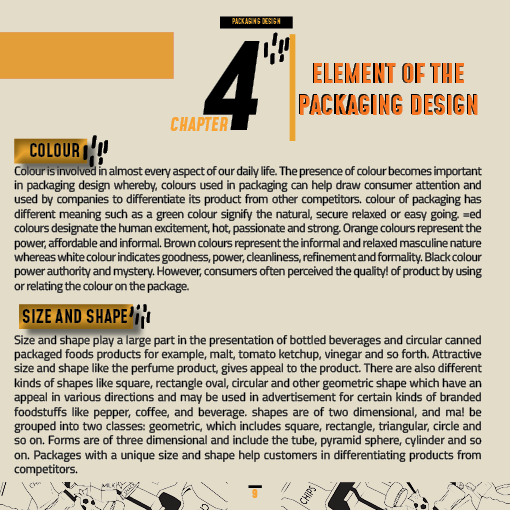 PACKAGING DESIGN
4
CHAPTER
ELEMENT OF THE
PACKAGING DESIGN
COLOUR
Colour is involved in almost every aspect of our daily life. The presence of colour becomes important
in packaging design whereby, colours used in packaging can help draw consumer attention and
used by companies to differentiate its product from other competitors. colour of packaging has
different meaning such as a green colour signify the natural, secure relaxed or easy going. =ed
colours designate the human excitement, hot, passionate and strong. Orange colours represent the
power, affordable and informal. Brown colours represent the informal and relaxed masculine nature
whereas white colour indicates goodness, power, cleanliness, refinement and formality. Black colour
power authority and mystery. However, consumers often perceived the quality! of product by using
or relating the colour on the package.
SIZE AND SHAPE
Size and shape play a large part in the presentation of bottled beverages and circular canned
packaged foods products for example, malt, tomato ketchup, vinegar and so forth. Attractive
size and shape like the perfume product, gives appeal to the product. There are also different
kinds of shapes like square, rectangle oval, circular and other geometric shape which have an
appeal in various directions and may be used in advertisement for certain kinds of branded
foodstuffs like pepper, coffee, and beverage. shapes are of two dimensional, and ma! be
grouped into two classes: geometric, which includes square, rectangle, triangular, circle and
so on. Forms are of three dimensional and include the tube, pyramid sphere, cylinder and so
on. Packages with a unique size and shape help customers in differentiating products from
competitors.
CHIPS
9